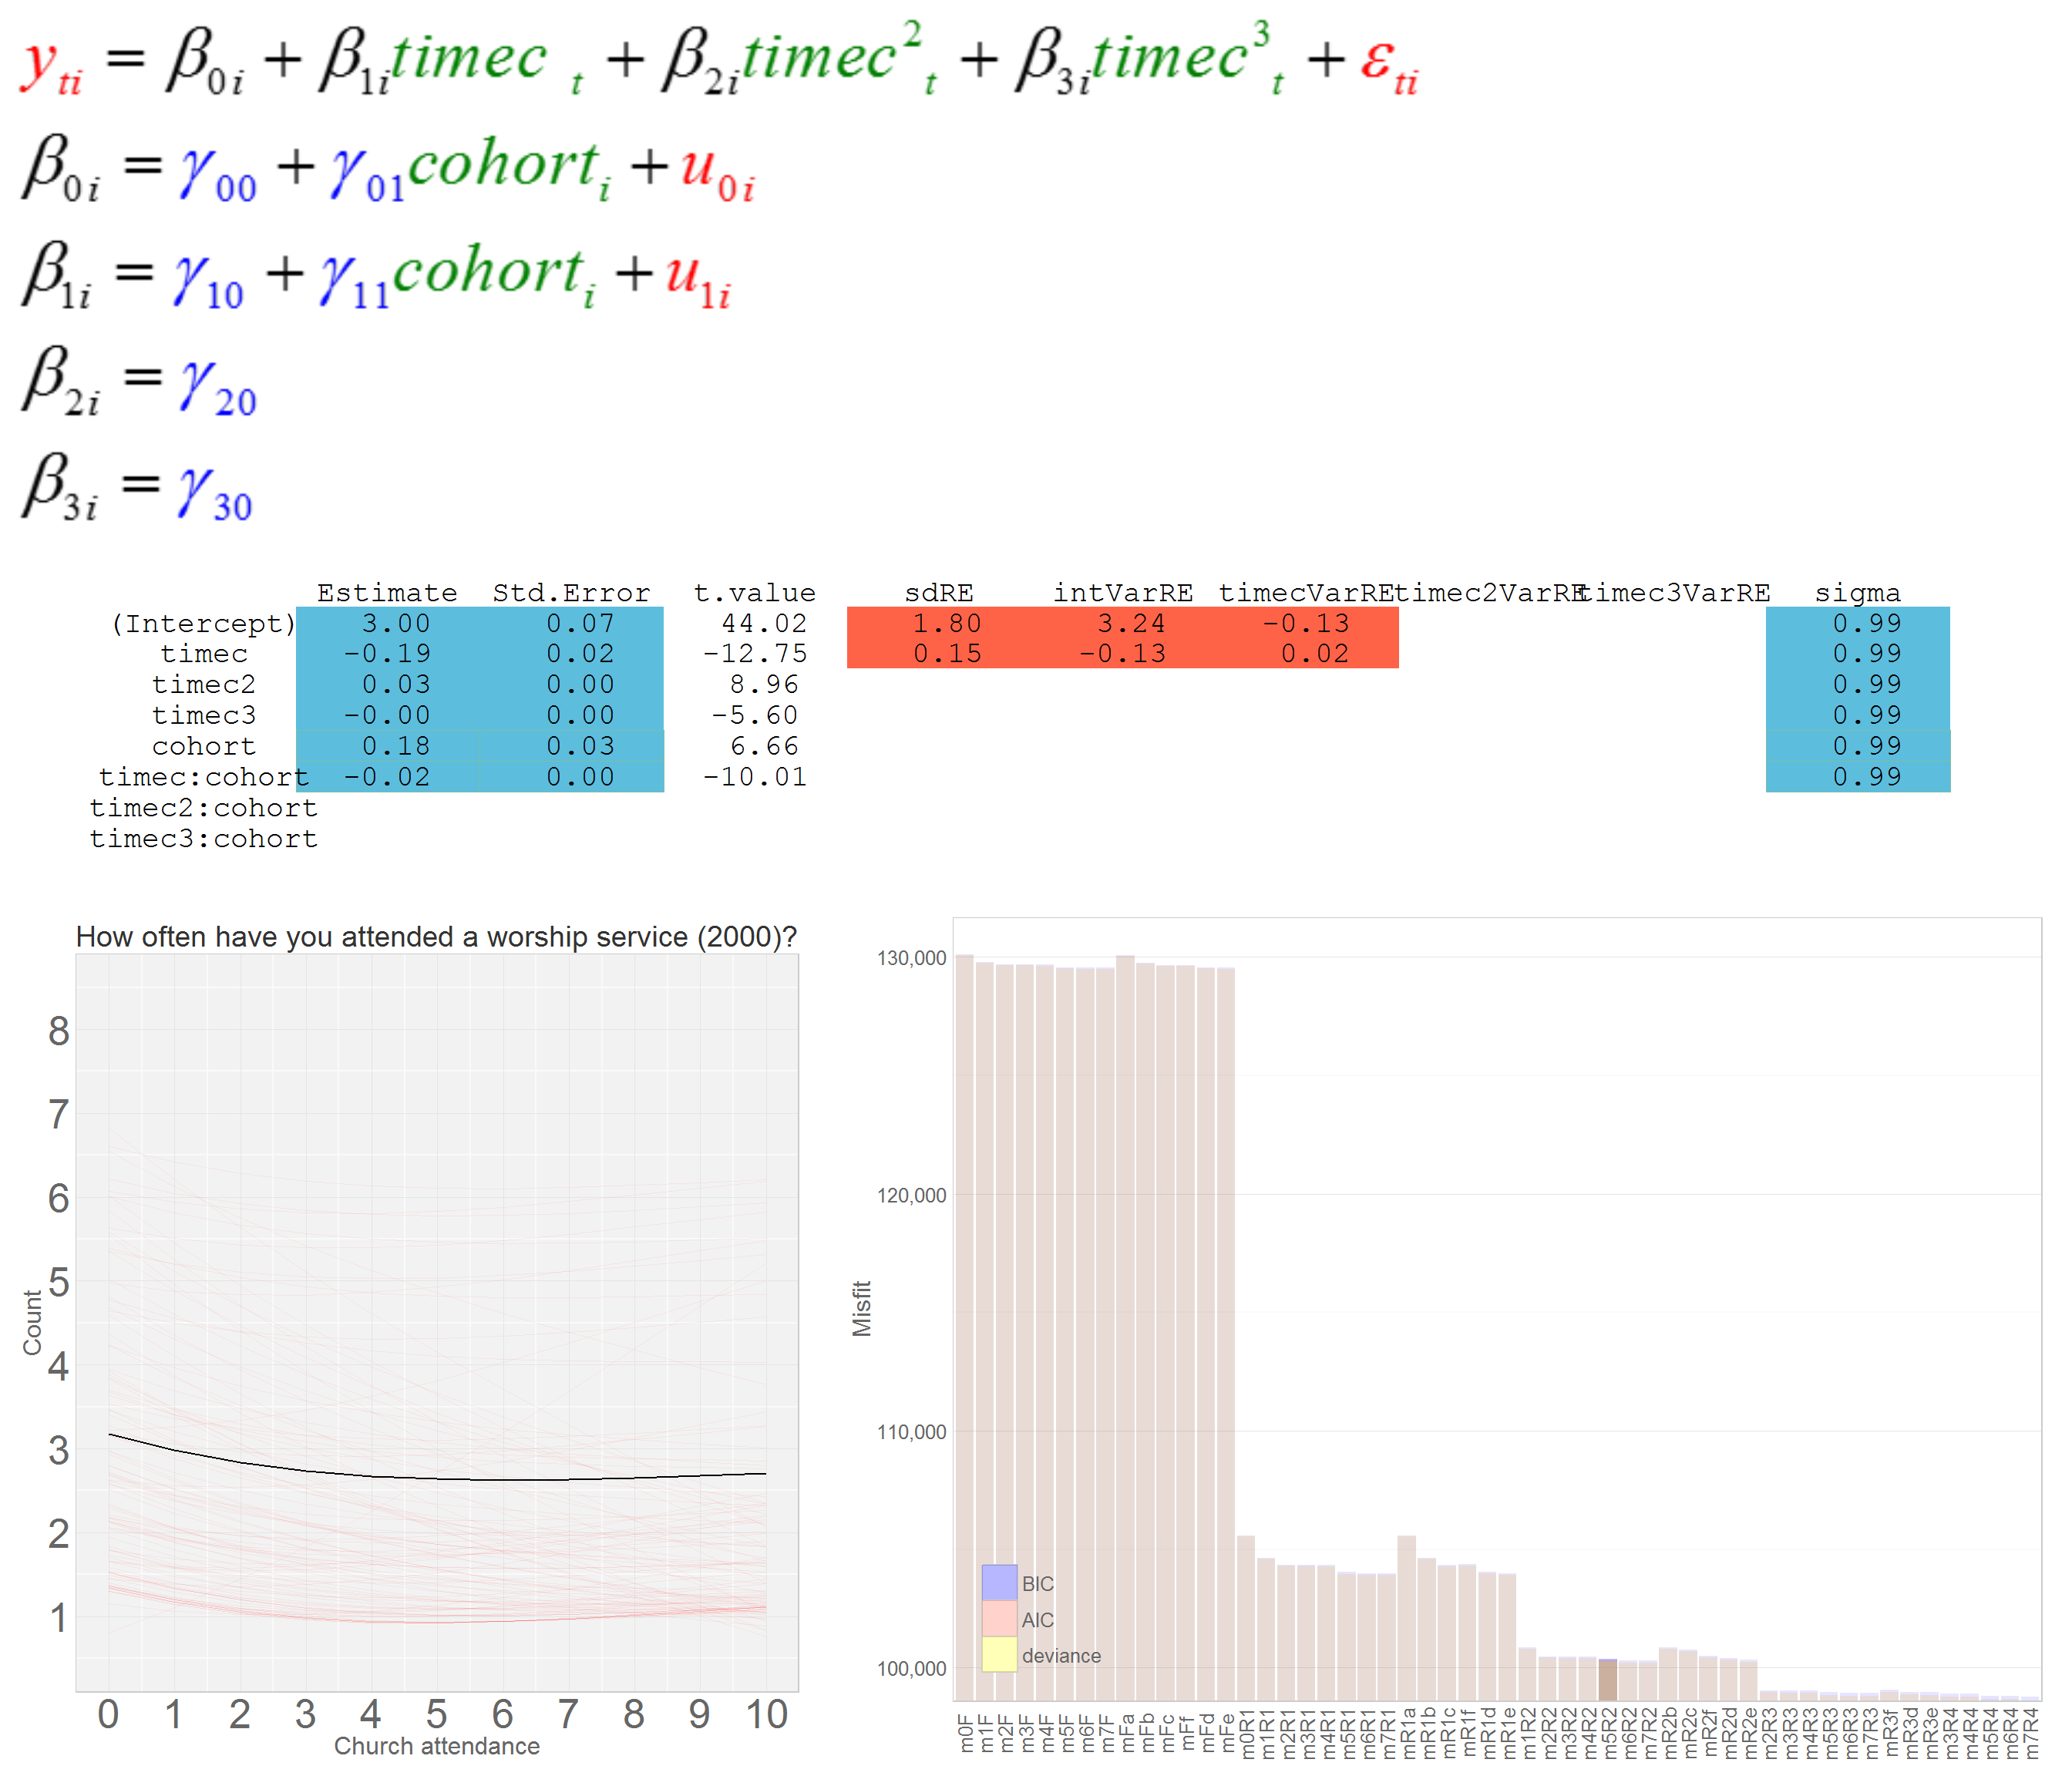 y_ti = β_0i + β_1i timec_t + β_2i timec²_t + β_3i timec³_t + ε_ti
β_0i = γ_00 + γ_01 cohort_i + u_0i
β_1i = γ_10 + γ_11 cohort_i + u_1i
β_2i = γ_20
β_3i = γ_30
Estimate Std.Error t.value sdRE intVarRE timecVarRE timec2VarRE timec3VarRE sigma
(Intercept) 3.00 0.07 44.02 1.80 3.24 -0.13 0.99
timec -0.19 0.02 -12.75 0.15 -0.13 0.02 0.99
timec2 0.03 0.00 8.96 0.99
timec3 -0.00 0.00 -5.60 0.99
cohort 0.18 0.03 6.66 0.99
timec:cohort -0.02 0.00 -10.01 0.99
timec2:cohort
timec3:cohort
How often have you attended a worship service (2000)?
8
7
6
5
4
3
2
1
Count
0 1 2 3 4 5 6 7 8 9 10
Church attendance
130,000
120,000
110,000
100,000
Misfit
BIC
AIC
deviance
m0F m1F m2F m3F m4F m5F m6F m7F mFa mFb mFc mFf mFd mFe m0R1 m1R1 m2R1 m3R1 m4R1 m5R1 m6R1 m7R1 mR1a mR1b mR1c mR1f mR1d mR1e m1R2 m2R2 m3R2 m4R2 m5R2 m6R2 m7R2 mR2b mR2c mR2f mR2d mR2e m2R3 m3R3 m4R3 m5R3 m6R3 m7R3 mR3f mR3d mR3e m3R4 m4R4 m5R4 m6R4 m7R4